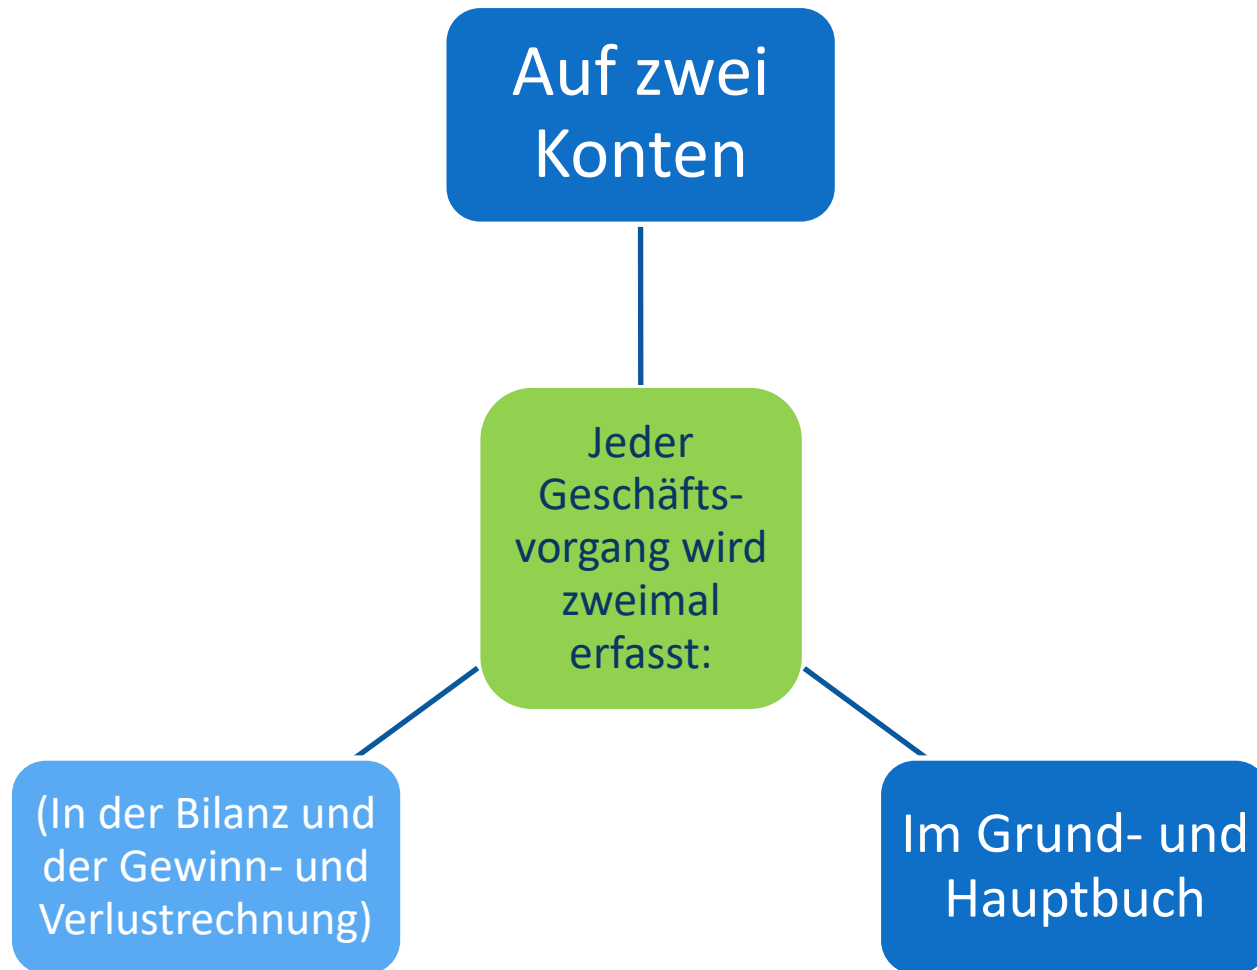 Auf zwei
Konten
Jeder
Geschäfts-
vorgang wird
zweimal
erfasst:
(In der Bilanz und
der Gewinn- und
Verlustrechnung)
Im Grund- und
Hauptbuch